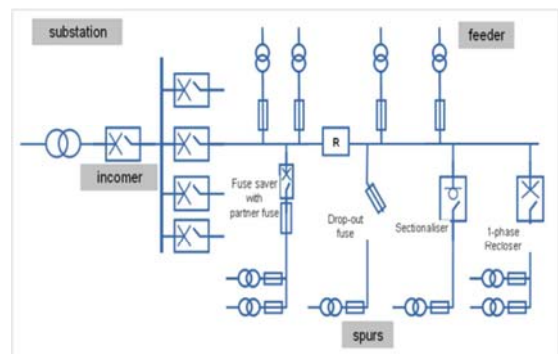 substation
feeder
incomer
R
Fuse saver
with
partner fuse
Drop-out
fuse
Sectionaliser
1-phase
Recloser
spurs